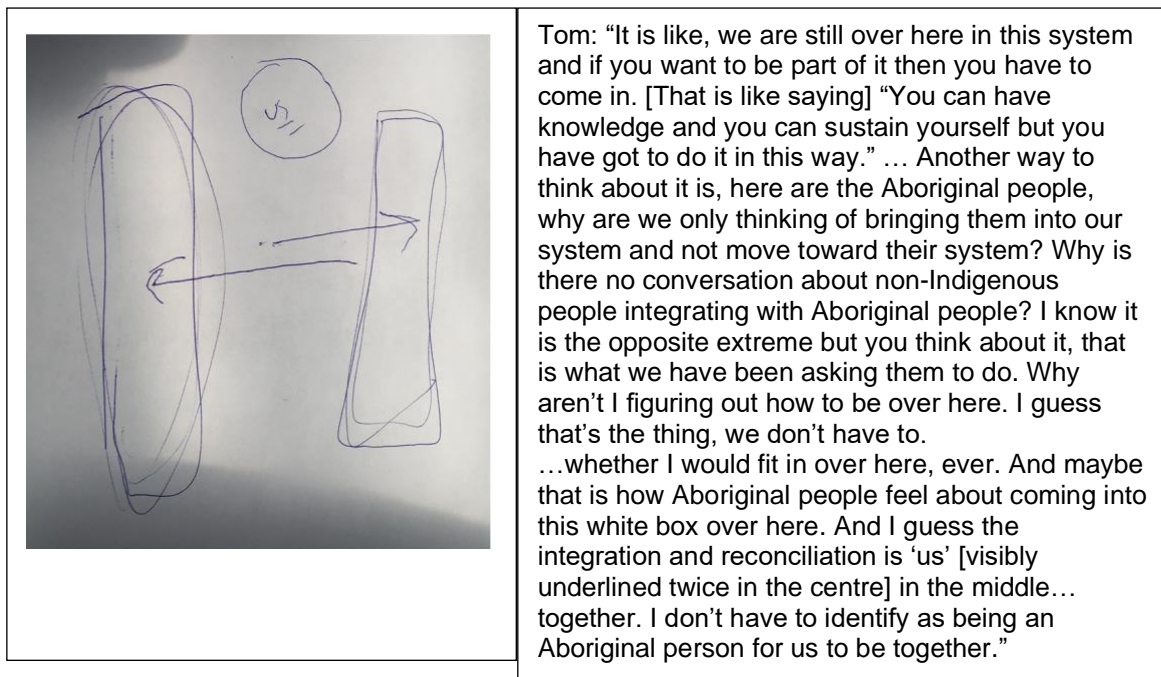 us
Tom: “It is like, we are still over here in this system
and if you want to be part of it then you have to
come in. [That is like saying] “You can have
knowledge and you can sustain yourself but you
have got to do it in this way.” … Another way to
think about it is, here are the Aboriginal people,
why are we only thinking of bringing them into our
system and not move toward their system? Why is
there no conversation about non-Indigenous
people integrating with Aboriginal people? I know it
is the opposite extreme but you think about it, that
is what we have been asking them to do. Why
aren’t I figuring out how to be over here. I guess
that’s the thing, we don’t have to.
…whether I would fit in over here, ever. And maybe
that is how Aboriginal people feel about coming into
this white box over here. And I guess the
integration and reconciliation is ‘us’ [visibly
underlined twice in the centre] in the middle…
together. I don’t have to identify as being an
Aboriginal person for us to be together.”